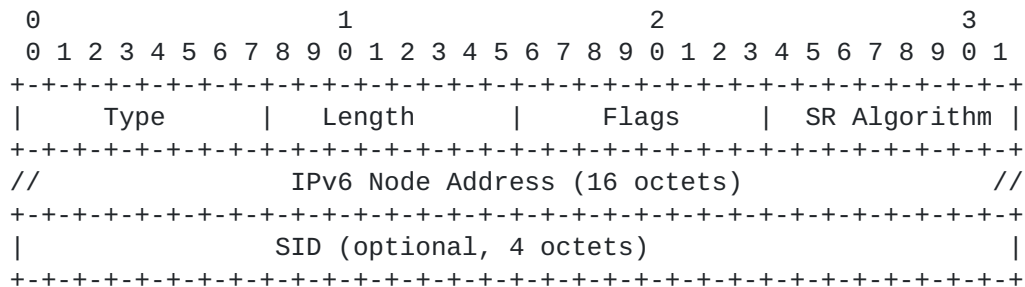 0                   1                   2                   3
 0 1 2 3 4 5 6 7 8 9 0 1 2 3 4 5 6 7 8 9 0 1 2 3 4 5 6 7 8 9 0 1
+-+-+-+-+-+-+-+-+-+-+-+-+-+-+-+-+-+-+-+-+-+-+-+-+-+-+-+-+-+-+-+-+
|     Type      |   Length      |     Flags     |  SR Algorithm |
+-+-+-+-+-+-+-+-+-+-+-+-+-+-+-+-+-+-+-+-+-+-+-+-+-+-+-+-+-+-+-+-+
//                IPv6 Node Address (16 octets)                //
+-+-+-+-+-+-+-+-+-+-+-+-+-+-+-+-+-+-+-+-+-+-+-+-+-+-+-+-+-+-+-+-+
|                SID (optional, 4 octets)                       |
+-+-+-+-+-+-+-+-+-+-+-+-+-+-+-+-+-+-+-+-+-+-+-+-+-+-+-+-+-+-+-+-+